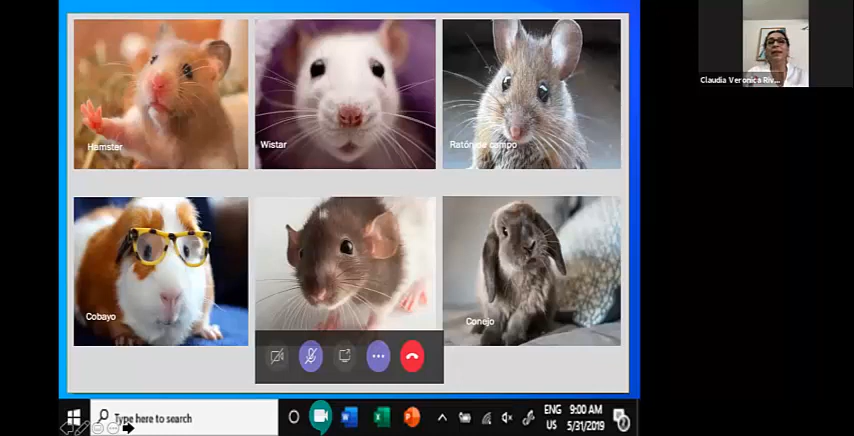 Claudia Veronica Riv...
Hamster
Wistar
Ratón de campo
Cobayo
Conejo
Type here to search
ENG
US
9:00 AM
5/31/2019